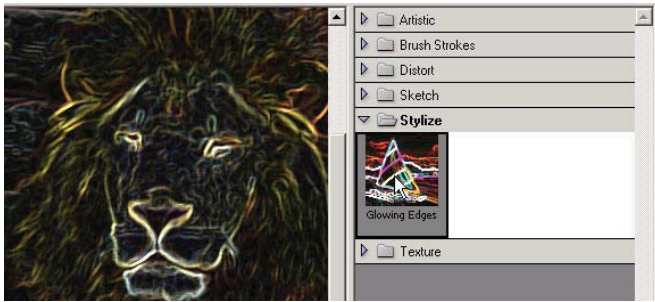 Artistic
Brush Strokes
Distort
Sketch
Stylize
Glowing Edges
Texture